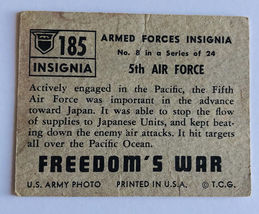 185
INSIGNIA
ARMED FORCES INSIGNIA
No. 8 in a Series of 24
5th AIR FORCE
Actively engaged in the Pacific, the Fifth
Air Force was important in the advance
toward Japan. It was able to stop the flow of
supplies to Japanese Units, and kept beat-
ing down the enemy air attacks. It hit targets
all over the Pacific Ocean.
FREEDOM'S WAR
U.S. ARMY PHOTO PRINTED IN U.S.A. © T.C.G.